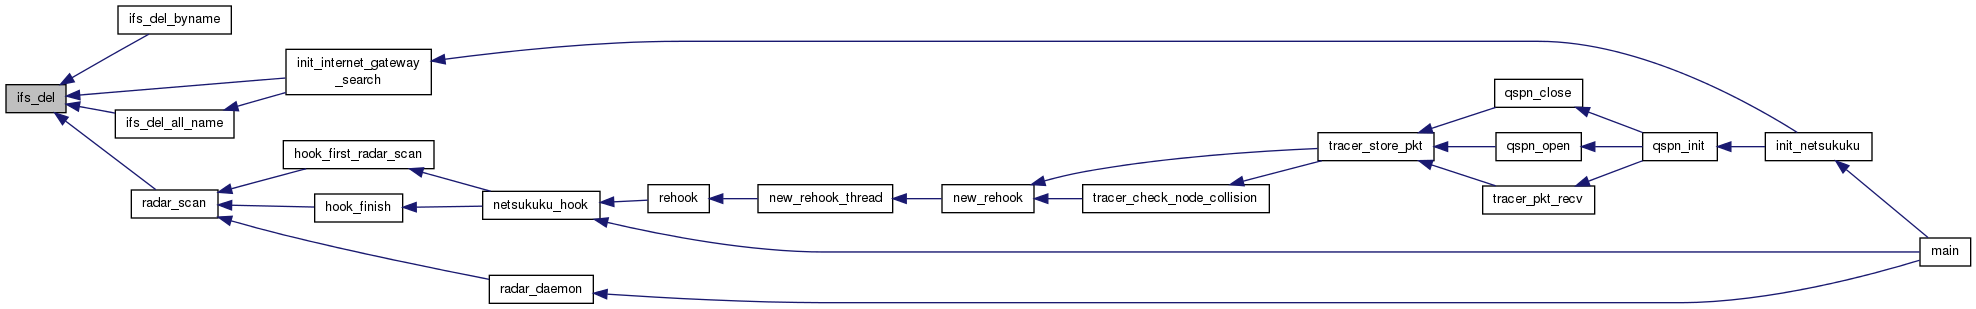 ifs_del
ifs_del_byname
init_internet_gateway
_search
ifs_del_all_name
radar_scan
hook_first_radar_scan
hook_finish
netsukuku_hook
radar_daemon
rehook
new_rehook_thread
new_rehook
tracer_check_node_collision
tracer_store_pkt
qspn_close
qspn_open
tracer_pkt_recv
qspn_init
init_netsukuku
main